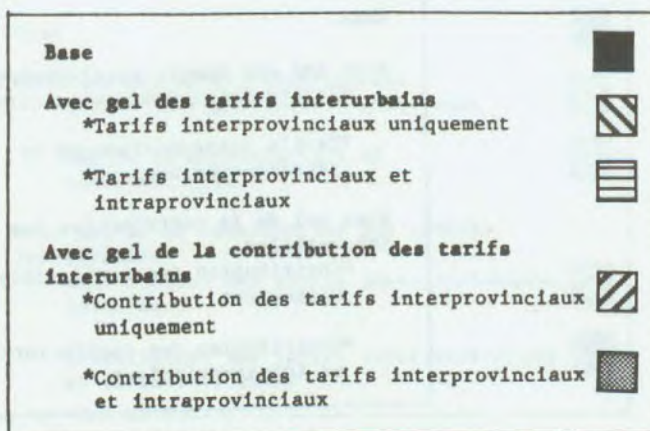 Base
Avec gel des tarifs interurbains
*Tarifs interprovinciaux uniquement
*Tarifs interprovinciaux et
intraprovinciaux
Avec gel de la contribution des tarifs
interurbains
*Contribution des tarifs interprovinciaux
uniquement
*Contribution des tarifs interprovinciaux
et intraprovinciaux